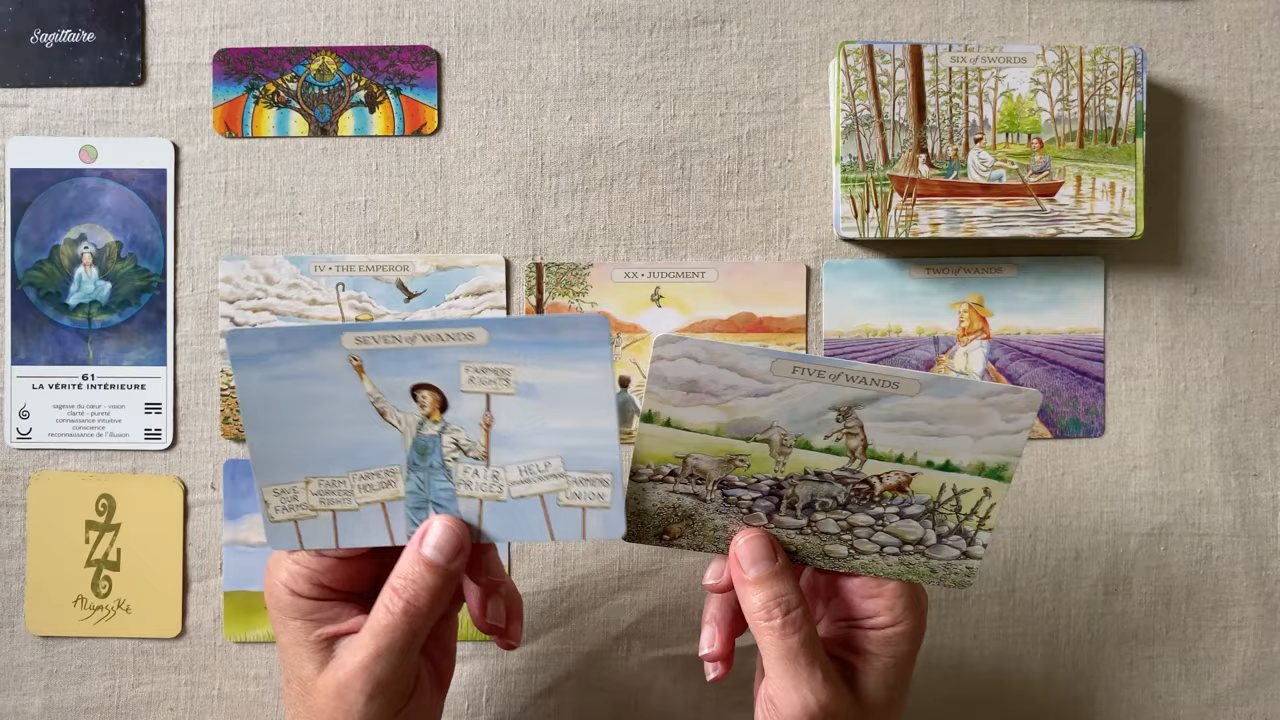 Sagittaire
SIX of SWORDS
61
LA VÉRITÉ INTÉRIEURE
sagesse du cœur - vision
clarté - pureté
connaissance intuitive
conscience
reconnaissance de l'illusion
IV • THE EMPEROR
XX • JUDGMENT
TWO of WANDS
SEVEN of WANDS
FARMERS'
RIGHTS
SAVE
OUR
FARMS
FARM
WORKERS
RIGHTS
FARMERS
HOLIDAY
FAIR
PRICES
HELP
FARMERS
UNION
FIVE of WANDS